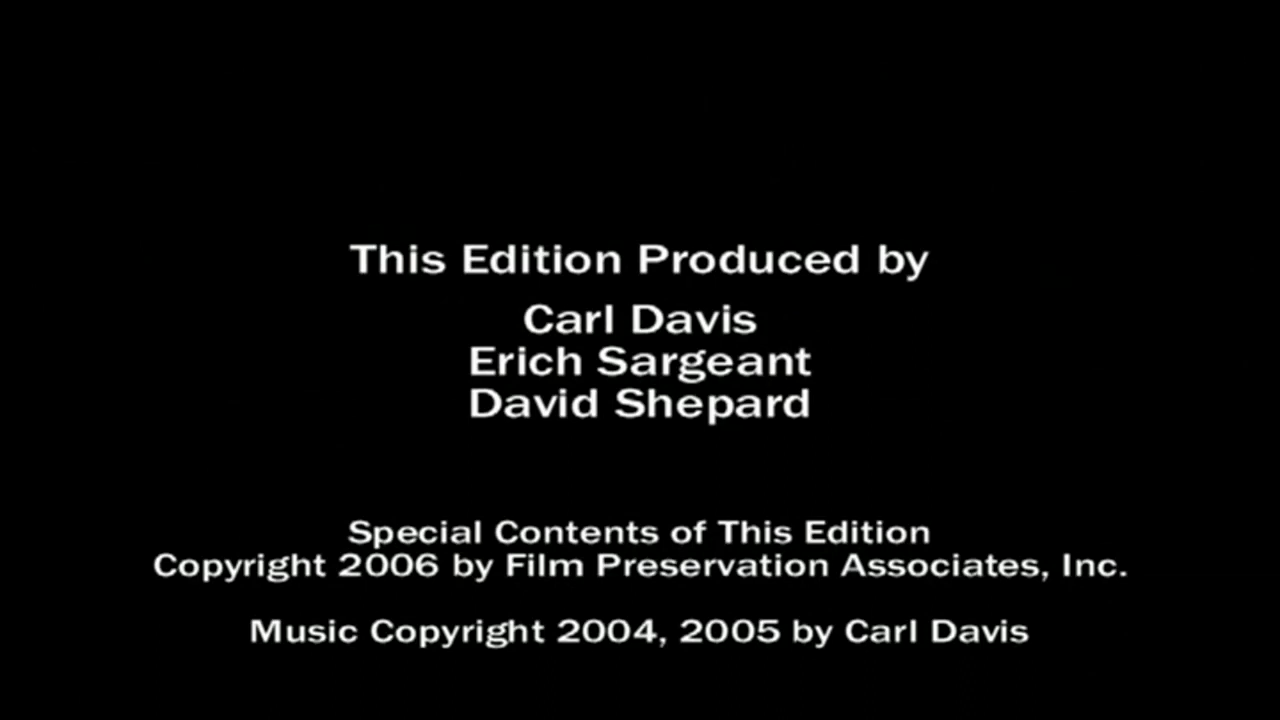 This Edition Produced by
Carl Davis
Erich Sargeant
David Shepard
Special Contents of This Edition
Copyright 2006 by Film Preservation Associates, Inc.
Music Copyright 2004, 2005 by Carl Davis